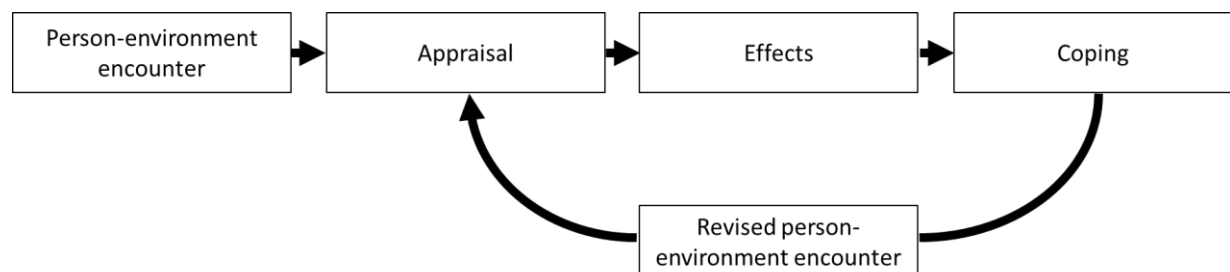 Person-environment
encounter
Appraisal
Effects
Coping
Revised person-
environment encounter